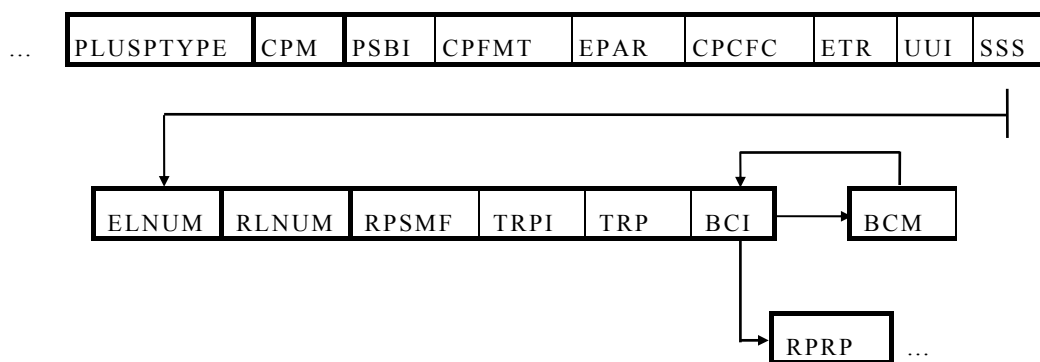 ... PLUSPTYPE CPM PSBI CPFMT EPAR CPCFC ETR UUI SSS
ELNUM RLNUM RPSMF TRPI TRP BCI BCM
RPRP ...